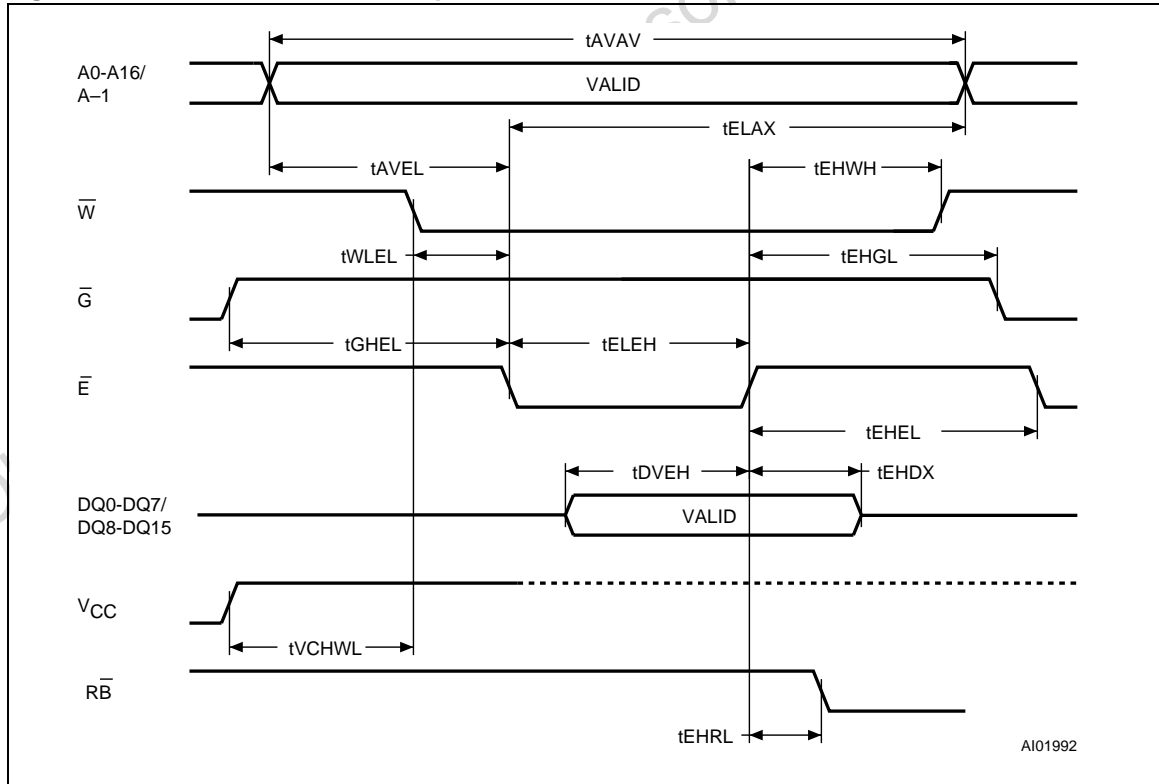 tAVAV
A0-A16/
A–1
VALID
tELAX
tAVEL
tEHWH
W̅
tWLEL
tEHGL
G̅
tGHEL
tELEH
E̅
tEHEL
tDVEH
tEHDX
DQ0-DQ7/
DQ8-DQ15
VALID
VCC
tVCHWL
RB̅
tEHRL
AI01992